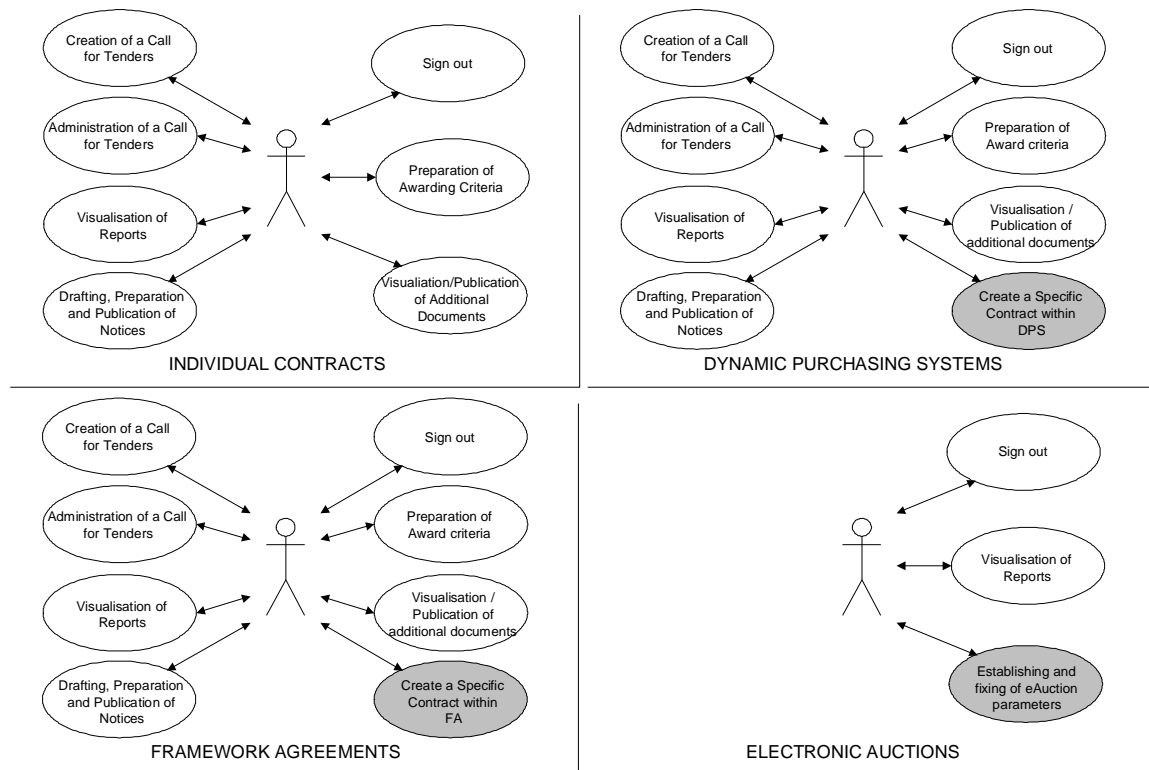 Creation of a Call
for Tenders
Sign out
Administration of a Call
for Tenders
Preparation of
Awarding Criteria
Visualisation of
Reports
Drafting, Preparation
and Publication of
Notices
Visualiation/Publication
of Additional
Documents
INDIVIDUAL CONTRACTS
Creation of a Call
for Tenders
Sign out
Administration of a Call
for Tenders
Preparation of
Award criteria
Visualisation of
Reports
Visualisation /
Publication of
additional documents
Drafting, Preparation
and Publication of
Notices
Create a Specific
Contract within
DPS
DYNAMIC PURCHASING SYSTEMS
Creation of a Call
for Tenders
Sign out
Administration of a Call
for Tenders
Preparation of
Award criteria
Visualisation of
Reports
Visualisation /
Publication of
additional documents
Drafting, Preparation
and Publication of
Notices
Create a Specific
Contract within
FA
FRAMEWORK AGREEMENTS
Sign out
Visualisation of
Reports
Establishing and
fixing of eAuction
parameters
ELECTRONIC AUCTIONS